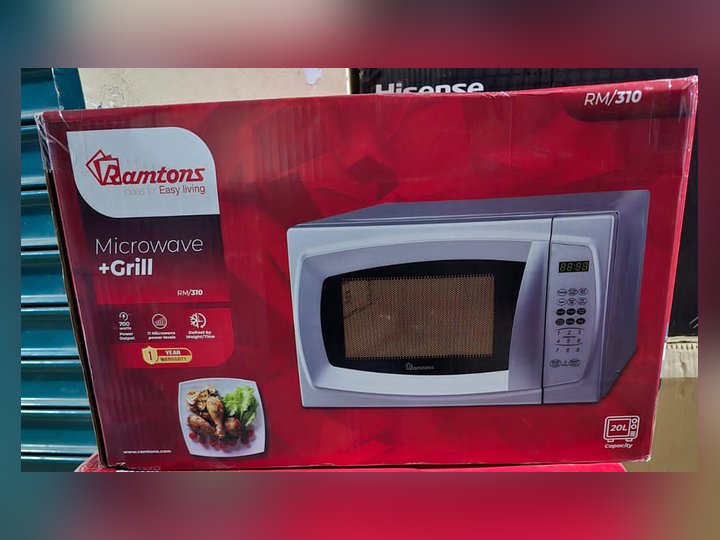 Hisense
RM/310
Ramtons
Ideas for Easy living
Microwave
+Grill
RM/310
700
watts
Power
Output
11 Microwave
power levels
Defrost by
Weight/Time
1 YEAR
WARRANTY
Ramtons
www.ramtons.com
20L
Capacity